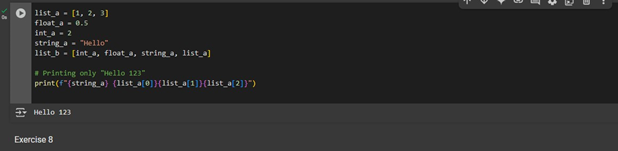 list_a = [1, 2, 3]
float_a = 0.5
int_a = 2
string_a = "Hello"
list_b = [int_a, float_a, string_a, list_a]
# Printing only "Hello 123"
print(f"{string_a} {list_a[0]}{list_a[1]}{list_a[2]}")
0s
Hello 123
Exercise 8